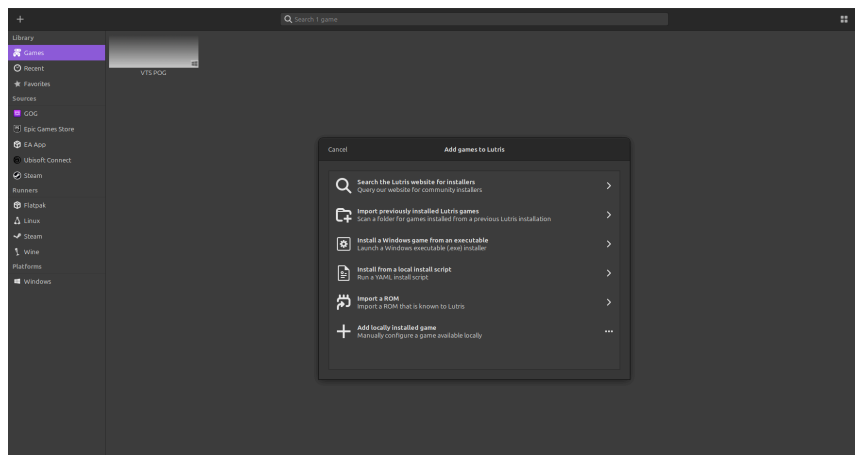 Search 1 game
Library
Games
Recent
Favorites
Sources
GOG
Epic Games Store
EA App
Ubisoft Connect
Steam
Runners
Flatpak
Linux
Steam
Wine
Platforms
Windows
VTS POG
Cancel
Add games to Lutris
Search the Lutris website for installers
Query our website for community installers
Import previously installed Lutris games
Scan a folder for games installed from a previous Lutris installation
Install a Windows game from an executable
Launch a Windows executable (.exe) installer
Install from a local install script
Run a YAML install script
Import a ROM
Import a ROM that is known to Lutris
Add locally installed game
Manually configure a game available locally